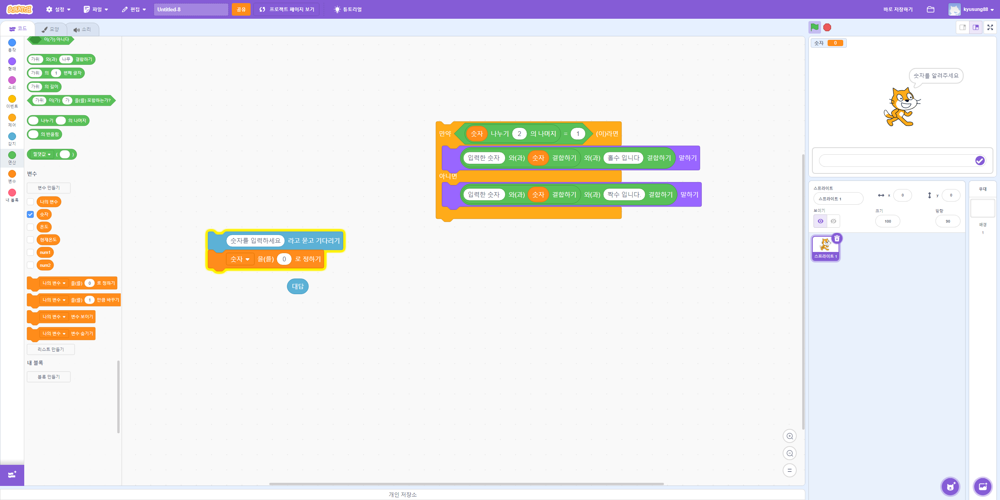 SCRATCH 설정 파일 편집 Untitled-8 공유 프로젝트 페이지 보기 튜토리얼 바로 저장하기 kyusung88
코드 모양 소리
동작
형태
소리
이벤트
제어
감지
연산
변수
내 블록
이(가) 아니다
가위 와(과) 나무 결합하기
가위 의 1 번째 글자
가위 의 길이
가위 이(가) 가 을(를) 포함하는가?
나누기 의 나머지
의 반올림
절댓값 ( )
변수
변수 만들기
나의 변수
숫자
온도
현재온도
num1
num2
나의 변수 을(를) 0 로 정하기
나의 변수 을(를) 1 만큼 바꾸기
나의 변수 변수 보이기
나의 변수 변수 숨기기
리스트 만들기
내 블록
블록 만들기
만약 숫자 나누기 2 의 나머지 = 1 (이)라면
입력한 숫자 와(과) 숫자 결합하기 와(과) 홀수 입니다 결합하기 말하기
아니면
입력한 숫자 와(과) 숫자 결합하기 와(과) 짝수 입니다. 결합하기 말하기
숫자를 입력하세요 라고 묻고 기다리기
숫자 을(를) 0 로 정하기
대답
개인 저장소
숫자 0
숫자를 알려주세요
스프라이트
스프라이트 1 x 0 y 0
보이기 크기 방향
100 90
스프라이트 1
무대
배경
1